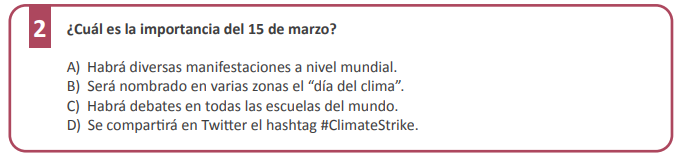 2
¿Cuál es la importancia del 15 de marzo?
A) Habrá diversas manifestaciones a nivel mundial.
B) Será nombrado en varias zonas el “día del clima”.
C) Habrá debates en todas las escuelas del mundo.
D) Se compartirá en Twitter el hashtag #ClimateStrike.